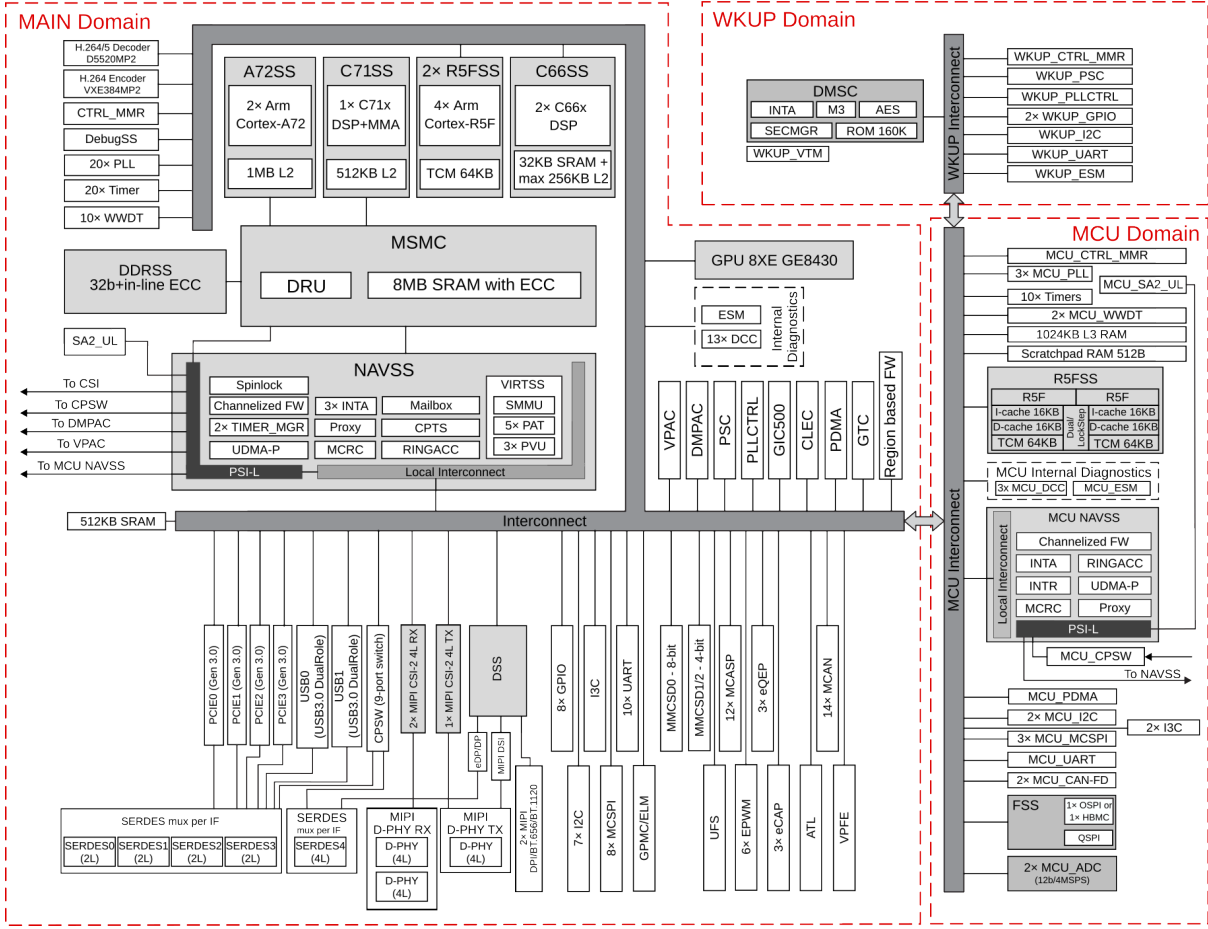 MAIN Domain
H.264/5 Decoder
D5520MP2
H.264 Encoder
VXE384MP2
CTRL_MMR
DebugSS
20× PLL
20× Timer
10× WWDT
A72SS
2× Arm
Cortex-A72
1MB L2
C71SS
1× C71x
DSP+MMA
512KB L2
2× R5FSS
4× Arm
Cortex-R5F
TCM 64KB
C66SS
2× C66x
DSP
32KB SRAM +
max 256KB L2
MSMC
DRU
8MB SRAM with ECC
DDRSS
32b+in-line ECC
GPU 8XE GE8430
ESM
13× DCC
Internal
Diagnostics
SA2_UL
To CSI
To CPSW
To DMPAC
To VPAC
To MCU NAVSS
NAVSS
Spinlock
Channelized FW
2× TIMER_MGR
UDMA-P
3× INTA
Proxy
MCRC
Mailbox
CPTS
RINGACC
VIRTSS
SMMU
5× PAT
3× PVU
PSI-L
Local Interconnect
VPAC
DMPAC
PSC
PLLCTRL
GIC500
CLEC
PDMA
GTC
Region based FW
512KB SRAM
Interconnect
PCIE0 (Gen 3.0)
PCIE1 (Gen 3.0)
PCIE2 (Gen 3.0)
PCIE3 (Gen 3.0)
USB0
(USB3.0 DualRole)
USB1
(USB3.0 DualRole)
CPSW (9-port switch)
2× MIPI CSI-2 4L RX
1× MIPI CSI-2 4L TX
DSS
eDP/DP
MIPI DSI
2× MIPI
DPI/BT.656/BT.1120
8× GPIO
I3C
10× UART
MMCSD0 - 8-bit
MMCSD1/2 - 4-bit
12× MCASP
3× eQEP
14× MCAN
7× I2C
8× MCSPI
GPMC/ELM
UFS
6× EPWM
3× eCAP
ATL
VPFE
SERDES mux per IF
SERDES0
(2L)
SERDES1
(2L)
SERDES2
(2L)
SERDES3
(2L)
SERDES
mux per IF
SERDES4
(4L)
MIPI
D-PHY RX
D-PHY
(4L)
D-PHY
(4L)
MIPI
D-PHY TX
D-PHY
(4L)
WKUP Domain
DMSC
INTA
M3
AES
SECMGR
ROM 160K
WKUP_VTM
WKUP Interconnect
WKUP_CTRL_MMR
WKUP_PSC
WKUP_PLLCTRL
2× WKUP_GPIO
WKUP_I2C
WKUP_UART
WKUP_ESM
MCU Domain
MCU Interconnect
MCU_CTRL_MMR
3× MCU_PLL
MCU_SA2_UL
10× Timers
2× MCU_WWDT
1024KB L3 RAM
Scratchpad RAM 512B
R5FSS
R5F
I-cache 16KB
D-cache 16KB
TCM 64KB
Dual/
LockStep
R5F
I-cache 16KB
D-cache 16KB
TCM 64KB
MCU Internal Diagnostics
3x MCU_DCC
MCU_ESM
MCU NAVSS
Local Interconnect
Channelized FW
INTA
RINGACC
INTR
UDMA-P
MCRC
Proxy
PSI-L
MCU_CPSW
To NAVSS
MCU_PDMA
2× MCU_I2C
2× I3C
3× MCU_MCSPI
MCU_UART
2× MCU_CAN-FD
FSS
1× OSPI or
1× HBMC
QSPI
2× MCU_ADC
(12b/4MSPS)